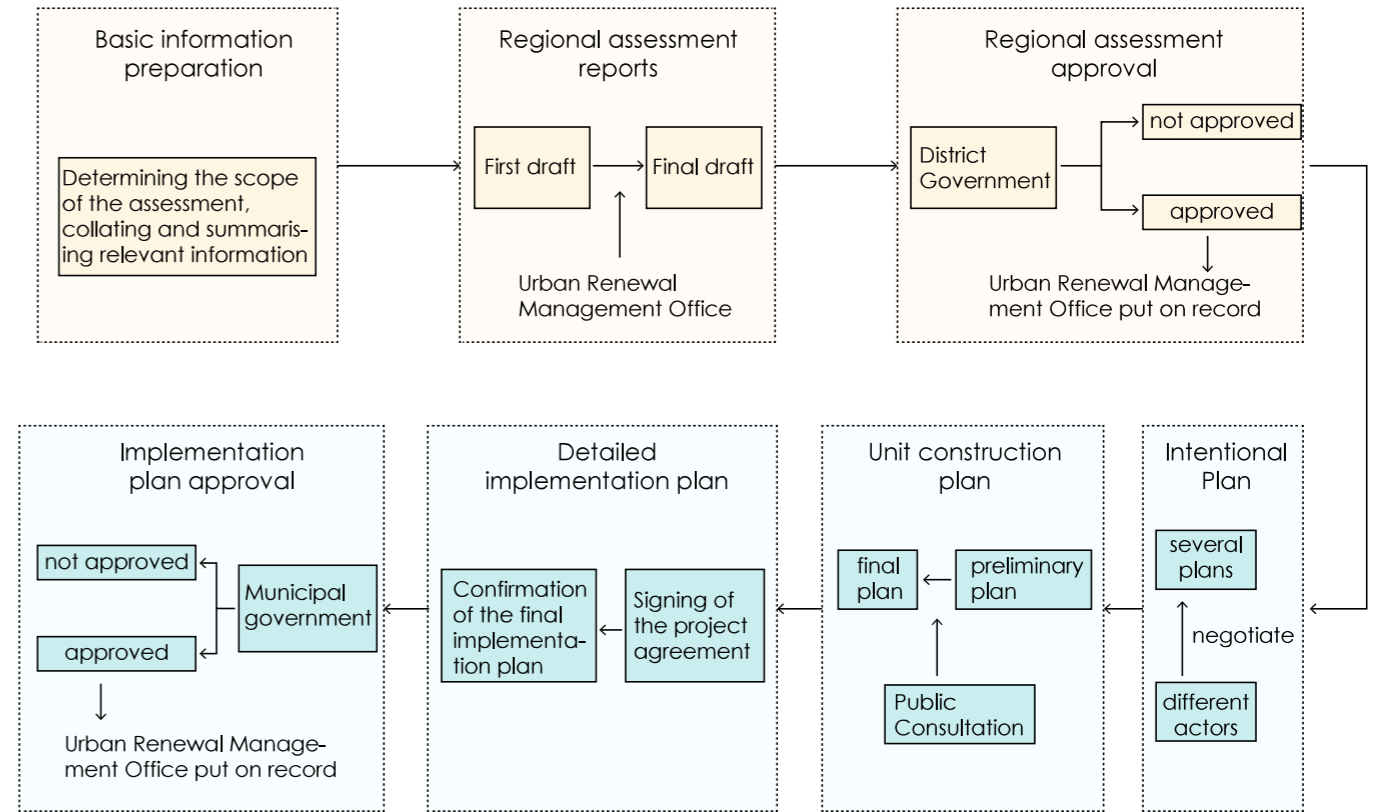 Basic information
preparation
Determining the scope
of the assessment,
collating and summaris-
ing relevant information
Regional assessment
reports
First draft
Final draft
Urban Renewal
Management Office
Regional assessment
approval
District
Government
not approved
approved
Urban Renewal Manage-
ment Office put on record
Intentional
Plan
several
plans
negotiate
different
actors
Unit construction
plan
preliminary
plan
final
plan
Public
Consultation
Detailed
implementation plan
Signing of
the project
agreement
Confirmation
of the final
implementa-
tion plan
Implementation
plan approval
Municipal
government
not approved
approved
Urban Renewal Manage-
ment Office put on record